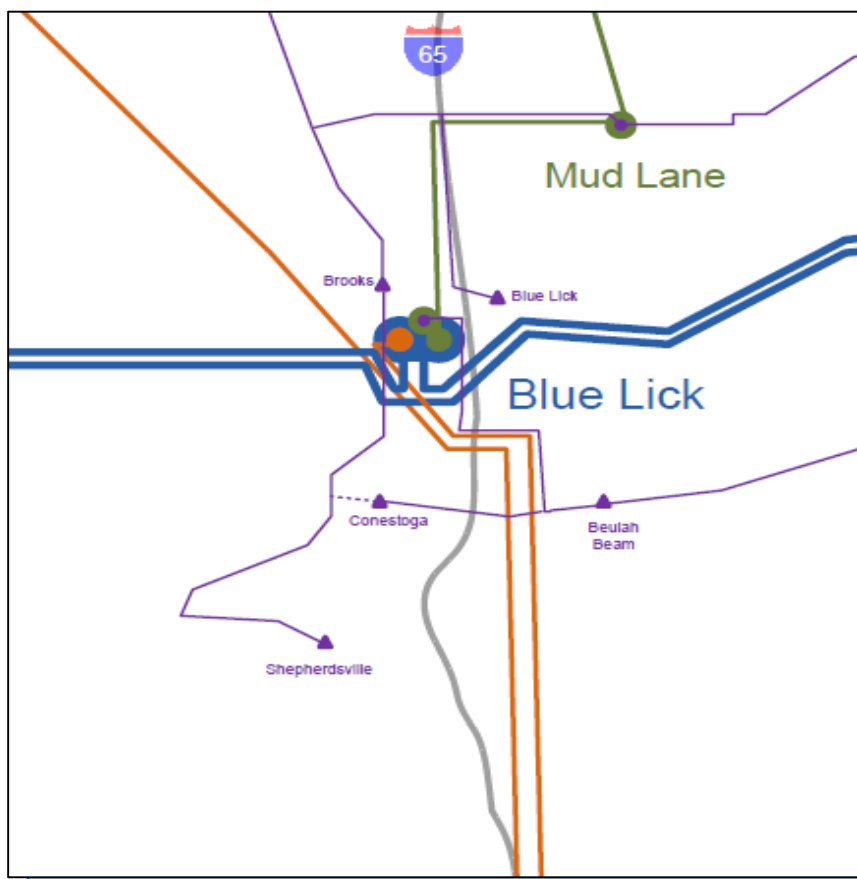 65
Mud Lane
Brooks
Blue Lick
Blue Lick
Conestoga
Beulah
Beam
Shepherdsville